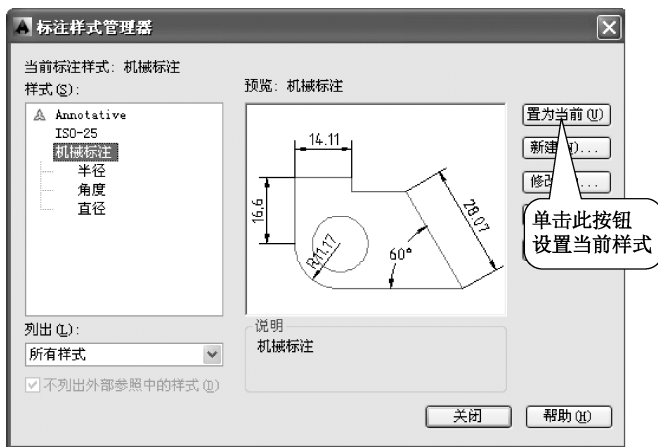 标注样式管理器
当前标注样式: 机械标注
样式(S):
Annotative
ISO-25
机械标注
半径
角度
直径
预览: 机械标注
14.11
16.6
R11.17
60°
28.07
置为当前(U)
新建
修改
单击此按钮
设置当前样式
列出(L):
所有样式
不列出外部参照中的样式(D)
说明
机械标注
关闭
帮助(H)